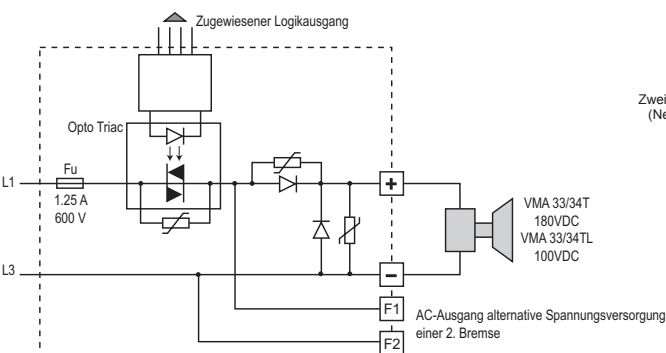 Zugewiesener Logikausgang
Zwei
(Ne
Opto Triac
Fu
L1
1.25 A
600 V
+
VMA 33/34T
180VDC
VMA 33/34TL
100VDC
L3
−
F1
AC-Ausgang alternative Spannungsversorgung
einer 2. Bremse
F2